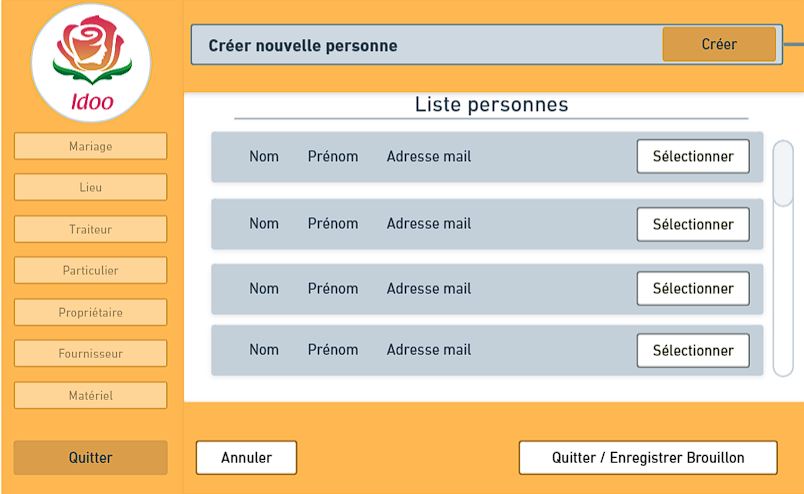 Idoo
Mariage
Lieu
Traiteur
Particulier
Propriétaire
Fournisseur
Matériel
Quitter
Créer nouvelle personne
Créer
Liste personnes
Nom Prénom Adresse mail Sélectionner
Nom Prénom Adresse mail Sélectionner
Nom Prénom Adresse mail Sélectionner
Nom Prénom Adresse mail Sélectionner
Annuler
Quitter / Enregistrer Brouillon